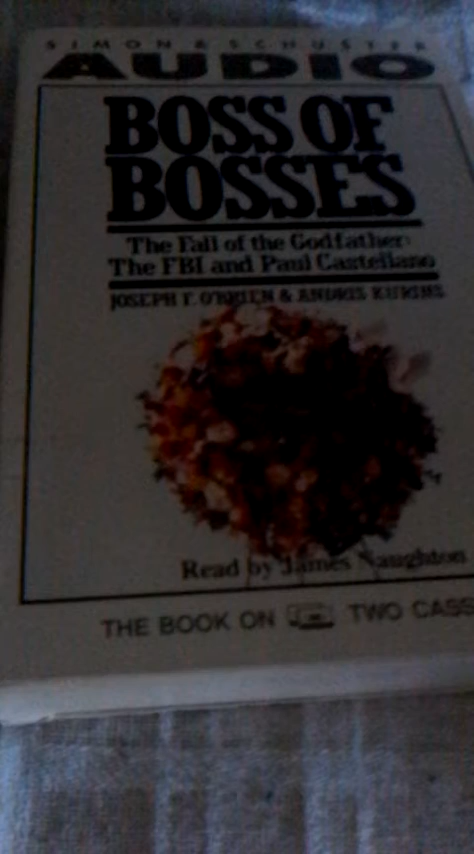 SIMON & SCHUSTER
AUDIO
BOSS OF
BOSSES
The Fall of the Godfather:
The FBI and Paul Castellano
JOSEPH F. O'BRIEN & ANDRIS KURINS
Read by James Naughton
THE BOOK ON TWO CASS